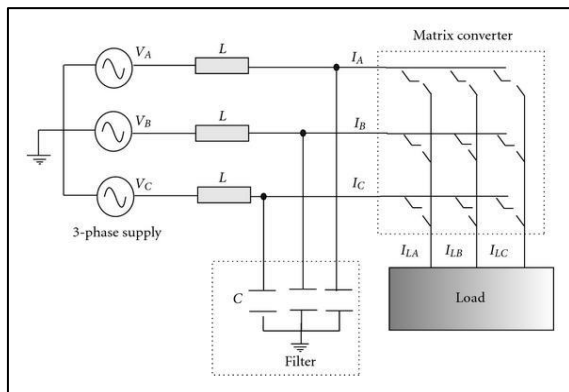 Matrix converter
V_A
L
I_A
V_B
L
I_B
V_C
L
I_C
3-phase supply
I_LA I_LB I_LC
C
Load
Filter